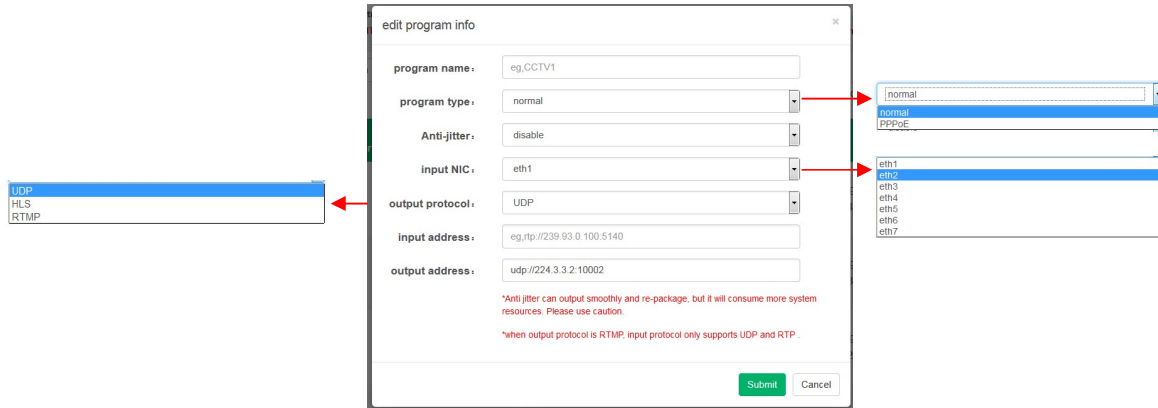 edit program info
×
program name:
eg,CCTV1
program type:
normal
Anti-jitter:
disable
input NIC:
eth1
output protocol:
UDP
input address:
eg,rtp://239.93.0.100:5140
output address:
udp://224.3.3.2:10002
*Anti jitter can output smoothly and re-package, but it will consume more system
resources. Please use caution.
*when output protocol is RTMP, input protocol only supports UDP and RTP .
Submit
Cancel
UDP
HLS
RTMP
normal
normal
PPPoE
eth1
eth2
eth3
eth4
eth5
eth6
eth7